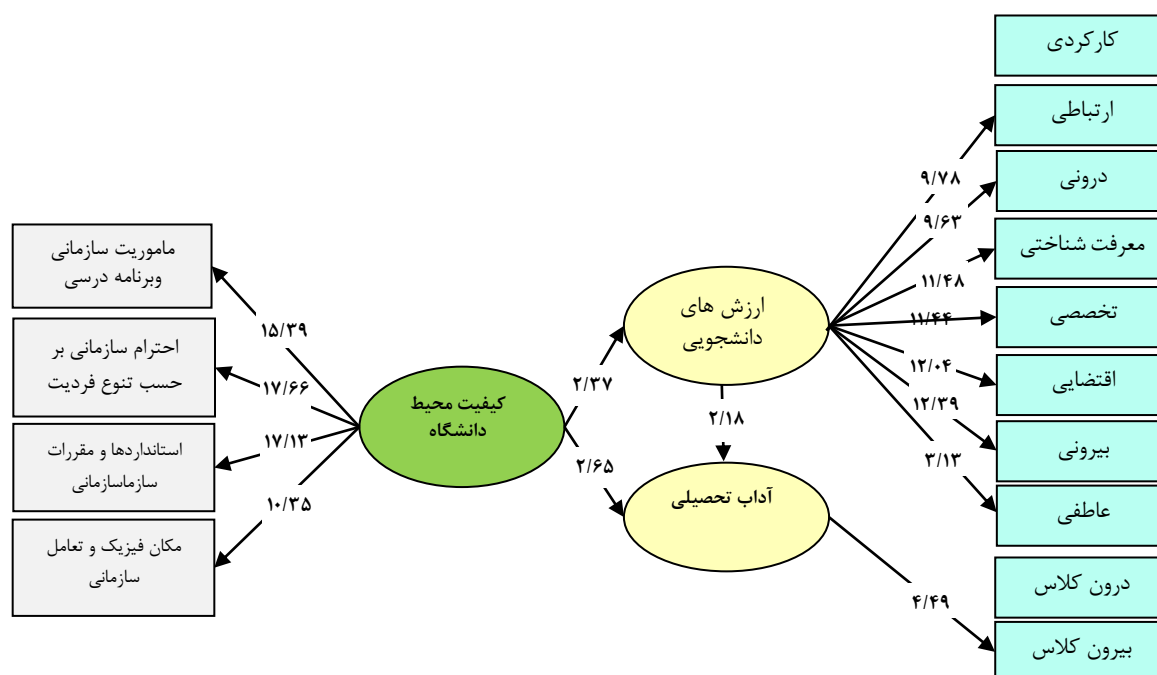 کارکردی
ارتباطی
درونی
معرفت شناختی
تخصصی
اقتضایی
بیرونی
عاطفی
درون کلاس
بیرون کلاس
۹/۷۸
۹/۶۳
۱۱/۴۸
۱۱/۴۴
۱۲/۰۴
۱۲/۳۹
۳/۱۳
۴/۴۹
ارزش های
دانشجویی
۲/۱۸
آداب تحصیلی
۲/۳۷
۲/۶۵
کیفیت محیط
دانشگاه
۱۵/۳۹
۱۷/۶۶
۱۷/۱۳
۱۰/۳۵
ماموریت سازمانی
وبرنامه درسی
احترام سازمانی بر
حسب تنوع فردیت
استانداردها و مقررات
سازماسازمانی
مکان فیزیک و تعامل
سازمانی